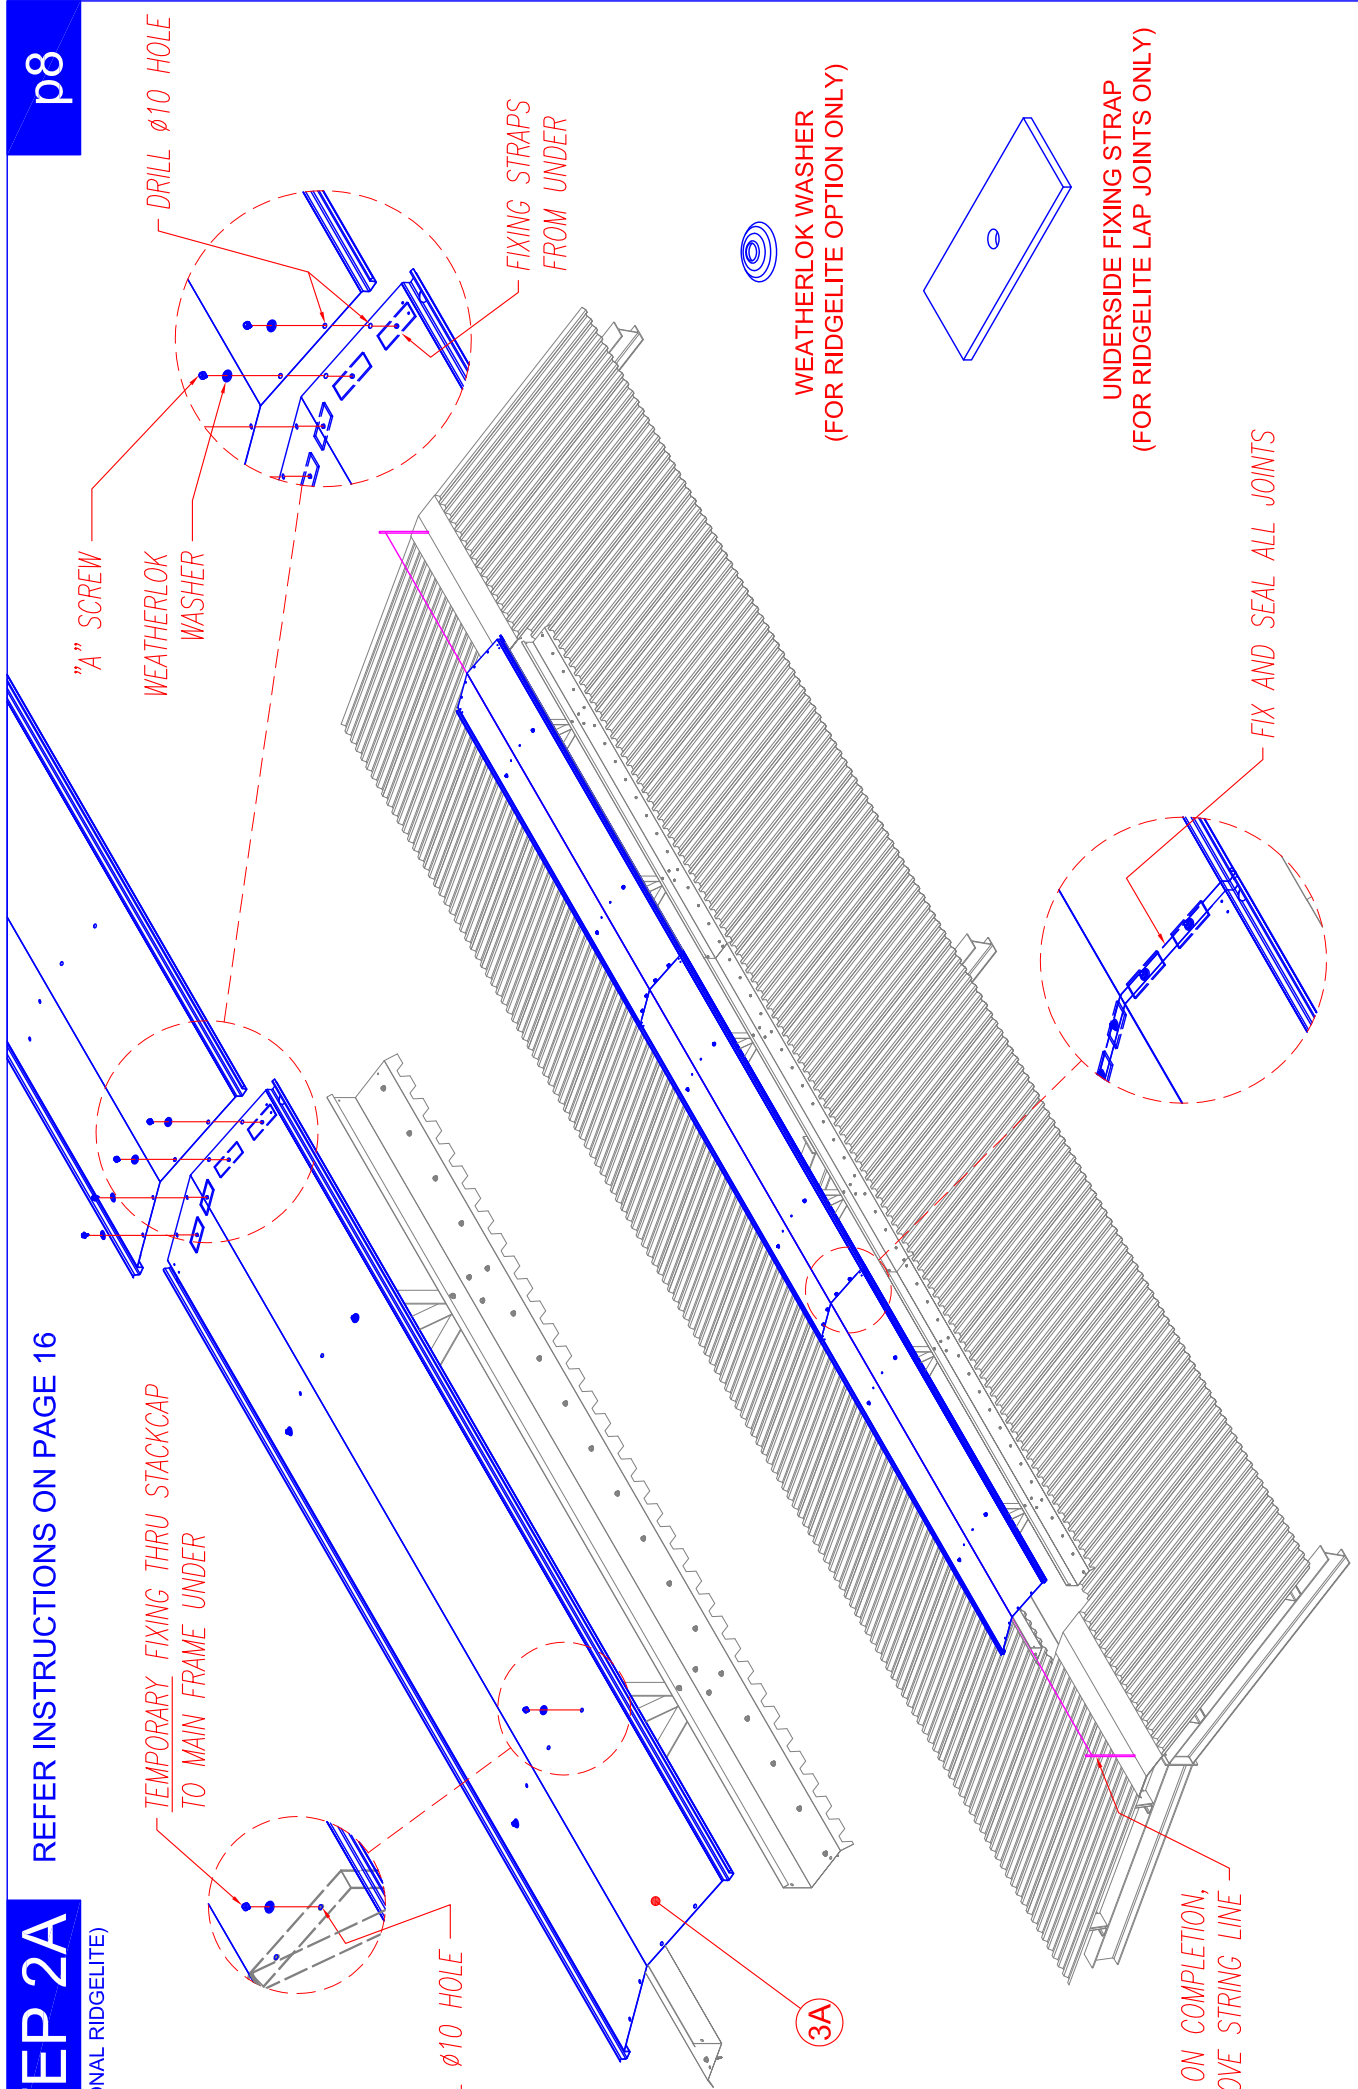 EP 2A
ONAL RIDGELITE)
REFER INSTRUCTIONS ON PAGE 16
p8
TEMPORARY FIXING THRU STACKCAP
TO MAIN FRAME UNDER
"A" SCREW
WEATHERLOK
WASHER
DRILL ø10 HOLE
FIXING STRAPS
FROM UNDER
ø10 HOLE
3A
WEATHERLOK WASHER
(FOR RIDGELITE OPTION ONLY)
UNDERSIDE FIXING STRAP
(FOR RIDGELITE LAP JOINTS ONLY)
FIX AND SEAL ALL JOINTS
ON COMPLETION,
OVE STRING LINE